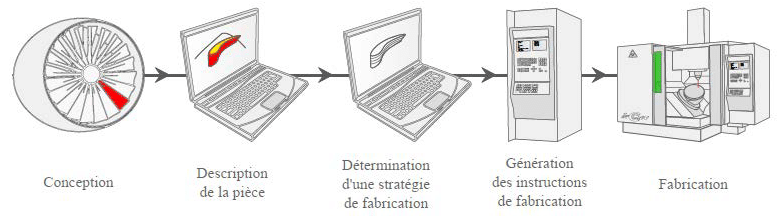 Conception
Description
de la pièce
Détermination
d'une stratégie
de fabrication
Génération
des instructions
de fabrication
Fabrication